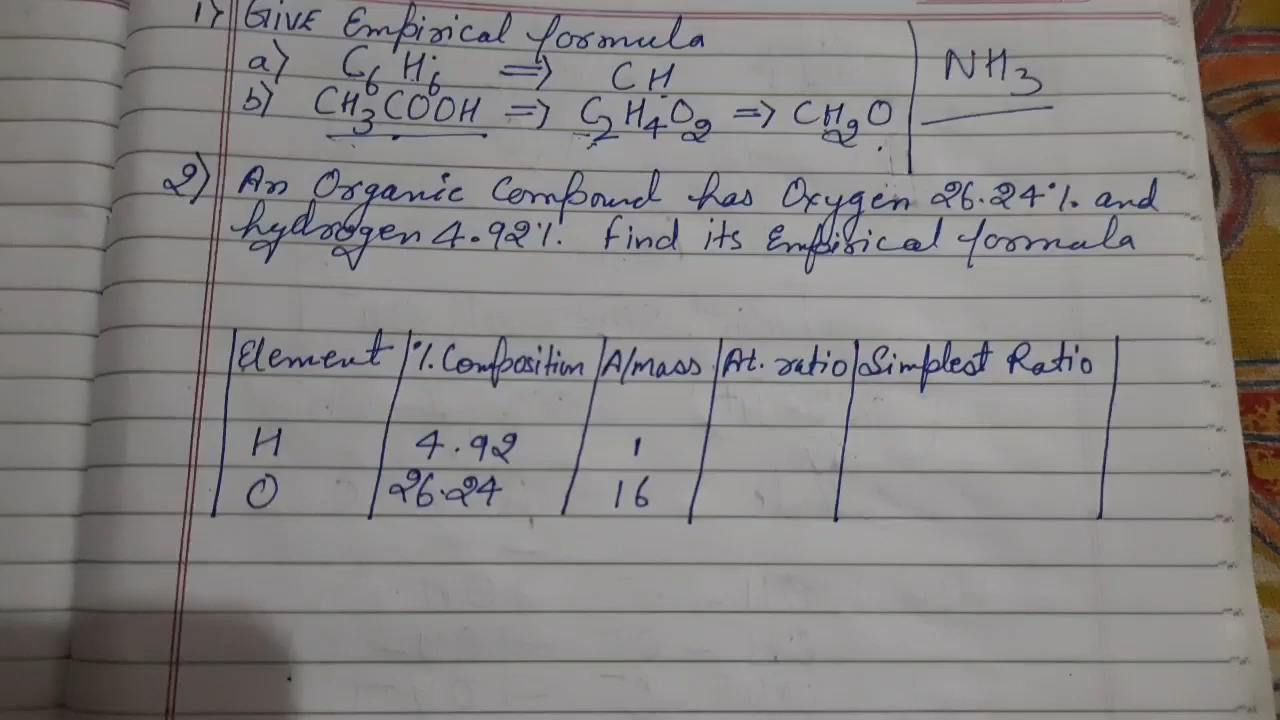 1) GIVE Empirical formula
a) C6H6 => CH
b) CH3COOH => C2H4O2 => CH2O
NH3
2) An Organic Compound has Oxygen 26.24% and
hydrogen 4.92%. find its Empirical formula
Element | %. Composition | A/mass | At. ratio | Simplest Ratio
H 4.92 1
O 26.24 16